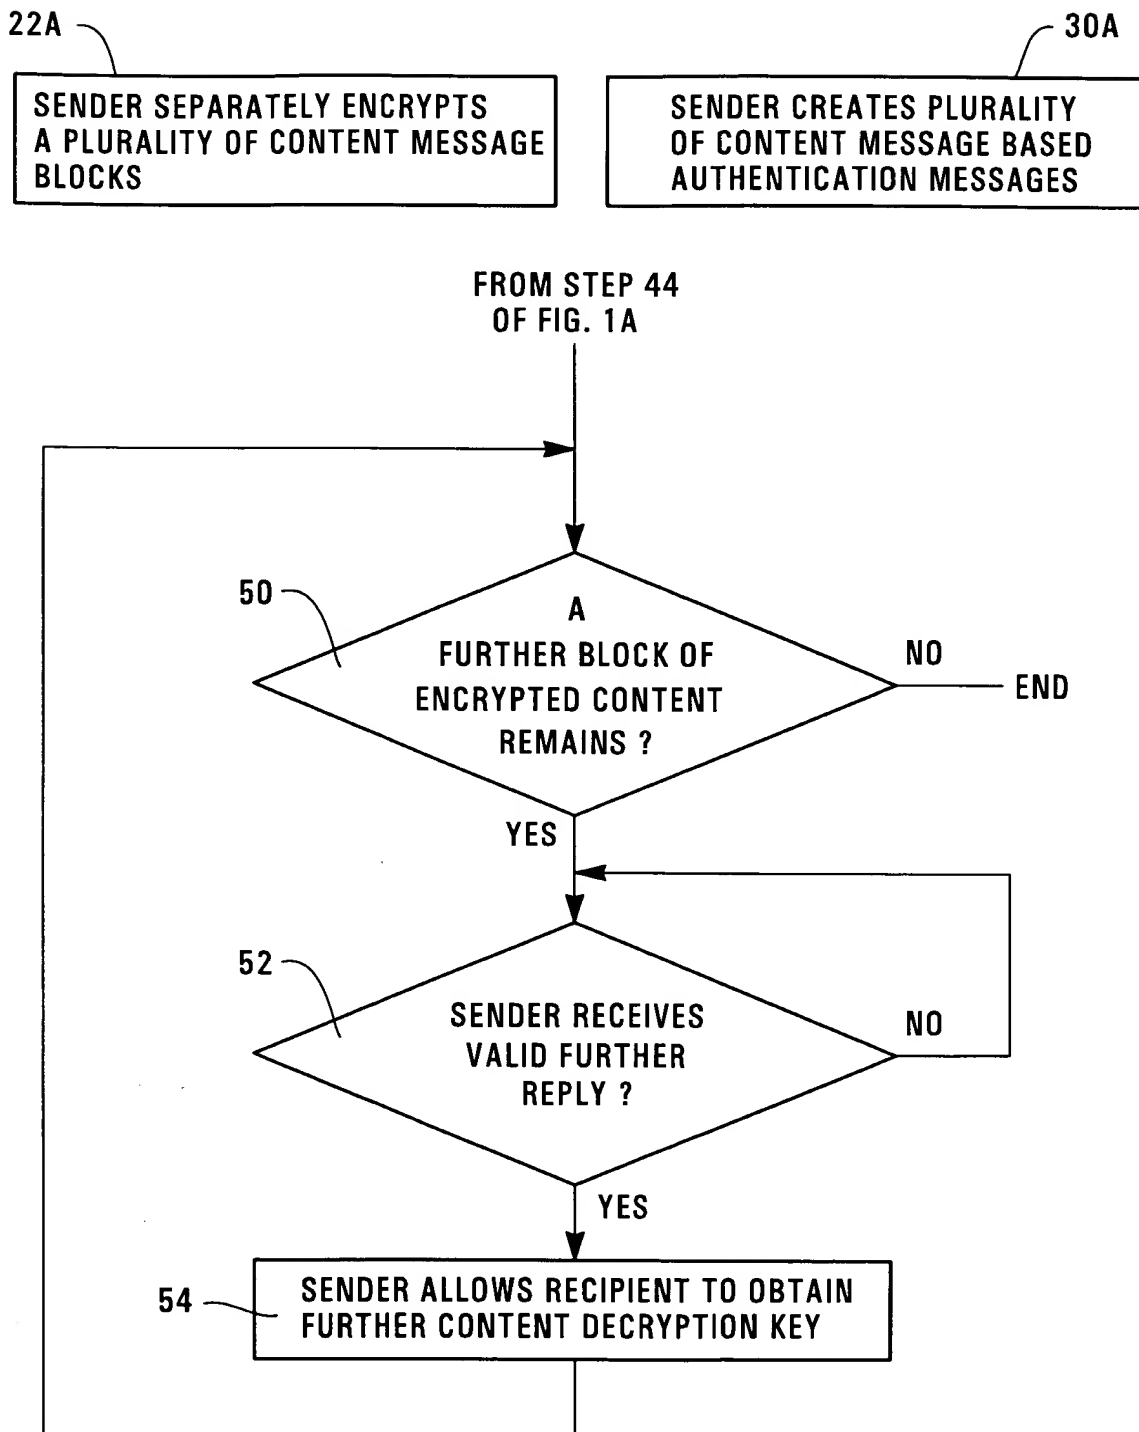 22A
30A
SENDER SEPARATELY ENCRYPTS
A PLURALITY OF CONTENT MESSAGE
BLOCKS
SENDER CREATES PLURALITY
OF CONTENT MESSAGE BASED
AUTHENTICATION MESSAGES
FROM STEP 44
OF FIG. 1A
50
A
FURTHER BLOCK OF
ENCRYPTED CONTENT
REMAINS ?
NO
END
YES
52
SENDER RECEIVES
VALID FURTHER
REPLY ?
NO
YES
54
SENDER ALLOWS RECIPIENT TO OBTAIN
FURTHER CONTENT DECRYPTION KEY